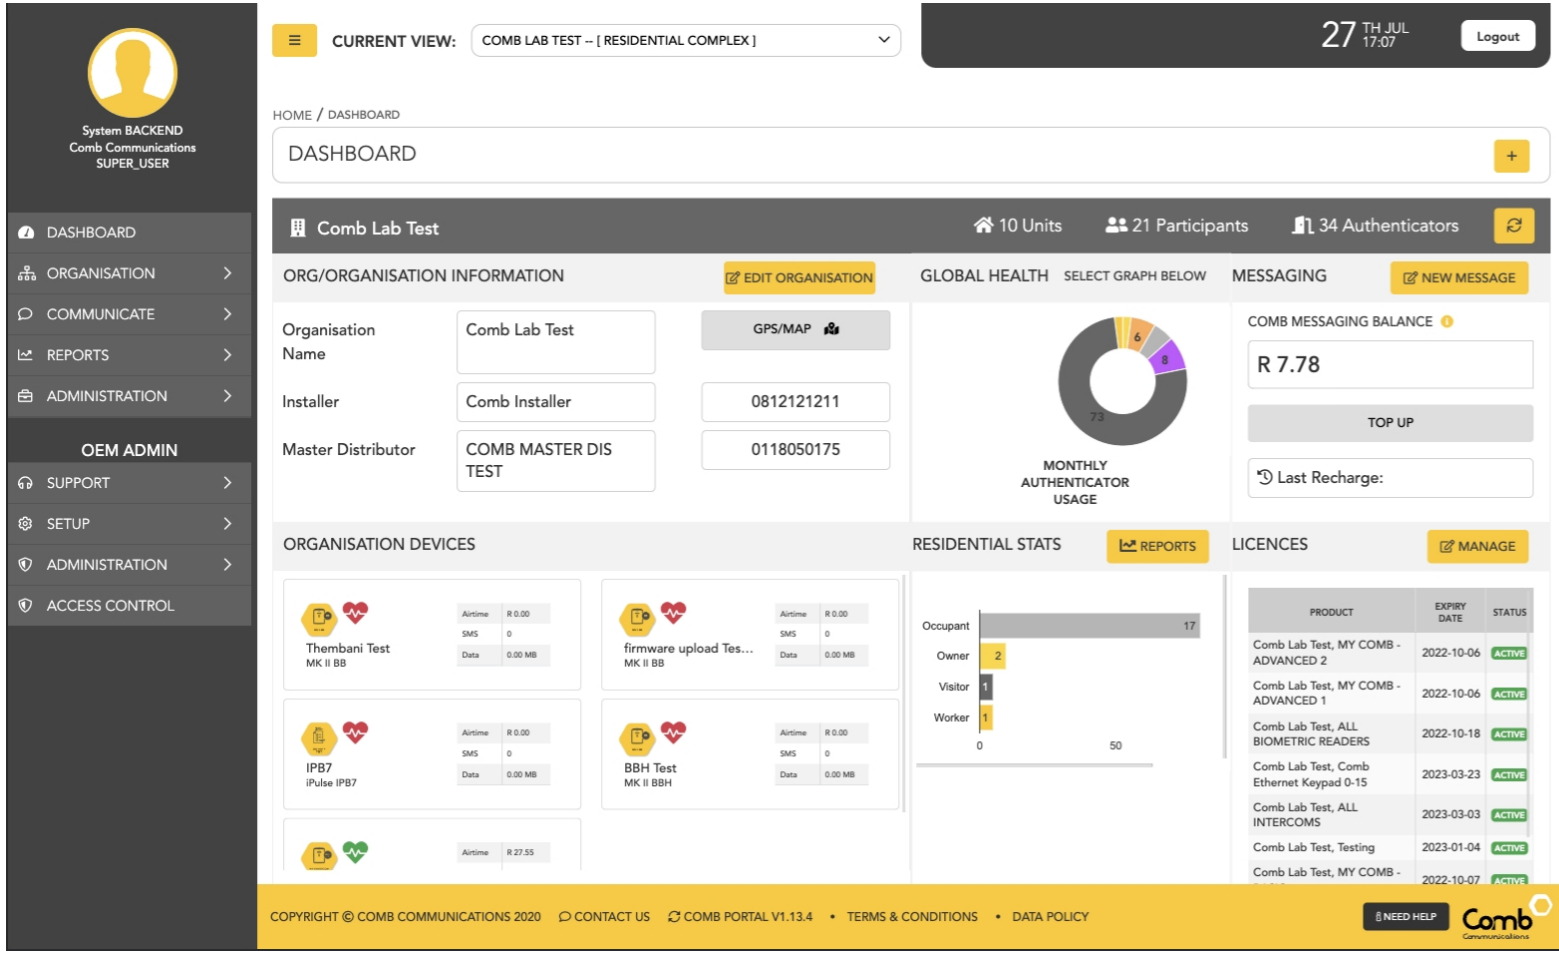 System BACKEND
Comb Communications
SUPER_USER
DASHBOARD
ORGANISATION
COMMUNICATE
REPORTS
ADMINISTRATION
OEM ADMIN
SUPPORT
SETUP
ADMINISTRATION
ACCESS CONTROL
CURRENT VIEW:
COMB LAB TEST -- [ RESIDENTIAL COMPLEX ]
27 TH JUL
17:07
Logout
HOME / DASHBOARD
DASHBOARD
+
Comb Lab Test
10 Units
21 Participants
34 Authenticators
ORG/ORGANISATION INFORMATION
EDIT ORGANISATION
Organisation
Name
Comb Lab Test
GPS/MAP
Installer
Comb Installer
0812121211
Master Distributor
COMB MASTER DIS
TEST
0118050175
GLOBAL HEALTH
SELECT GRAPH BELOW
6
8
73
MONTHLY
AUTHENTICATOR
USAGE
MESSAGING
NEW MESSAGE
COMB MESSAGING BALANCE
R 7.78
TOP UP
Last Recharge:
ORGANISATION DEVICES
Thembani Test
MK II BB
Airtime R 0.00
SMS 0
Data 0.00 MB
firmware upload Tes...
MK II BB
Airtime R 0.00
SMS 0
Data 0.00 MB
IPB7
iPulse IPB7
Airtime R 0.00
SMS 0
Data 0.00 MB
BBH Test
MK II BBH
Airtime R 0.00
SMS 0
Data 0.00 MB
Airtime R 27.55
RESIDENTIAL STATS
REPORTS
Occupant 17
Owner 2
Visitor 1
Worker 1
0 50
LICENCES
MANAGE
PRODUCT
EXPIRY
DATE
STATUS
Comb Lab Test, MY COMB -
ADVANCED 2
2022-10-06 ACTIVE
Comb Lab Test, MY COMB -
ADVANCED 1
2022-10-06 ACTIVE
Comb Lab Test, ALL
BIOMETRIC READERS
2022-10-18 ACTIVE
Comb Lab Test, Comb
Ethernet Keypad 0-15
2023-03-23 ACTIVE
Comb Lab Test, ALL
INTERCOMS
2023-03-03 ACTIVE
Comb Lab Test, Testing 2023-01-04 ACTIVE
Comb Lab Test, MY COMB -
2022-10-07 ACTIVE
COPYRIGHT © COMB COMMUNICATIONS 2020
CONTACT US
COMB PORTAL V1.13.4 • TERMS & CONDITIONS • DATA POLICY
NEED HELP
Comb
Communications